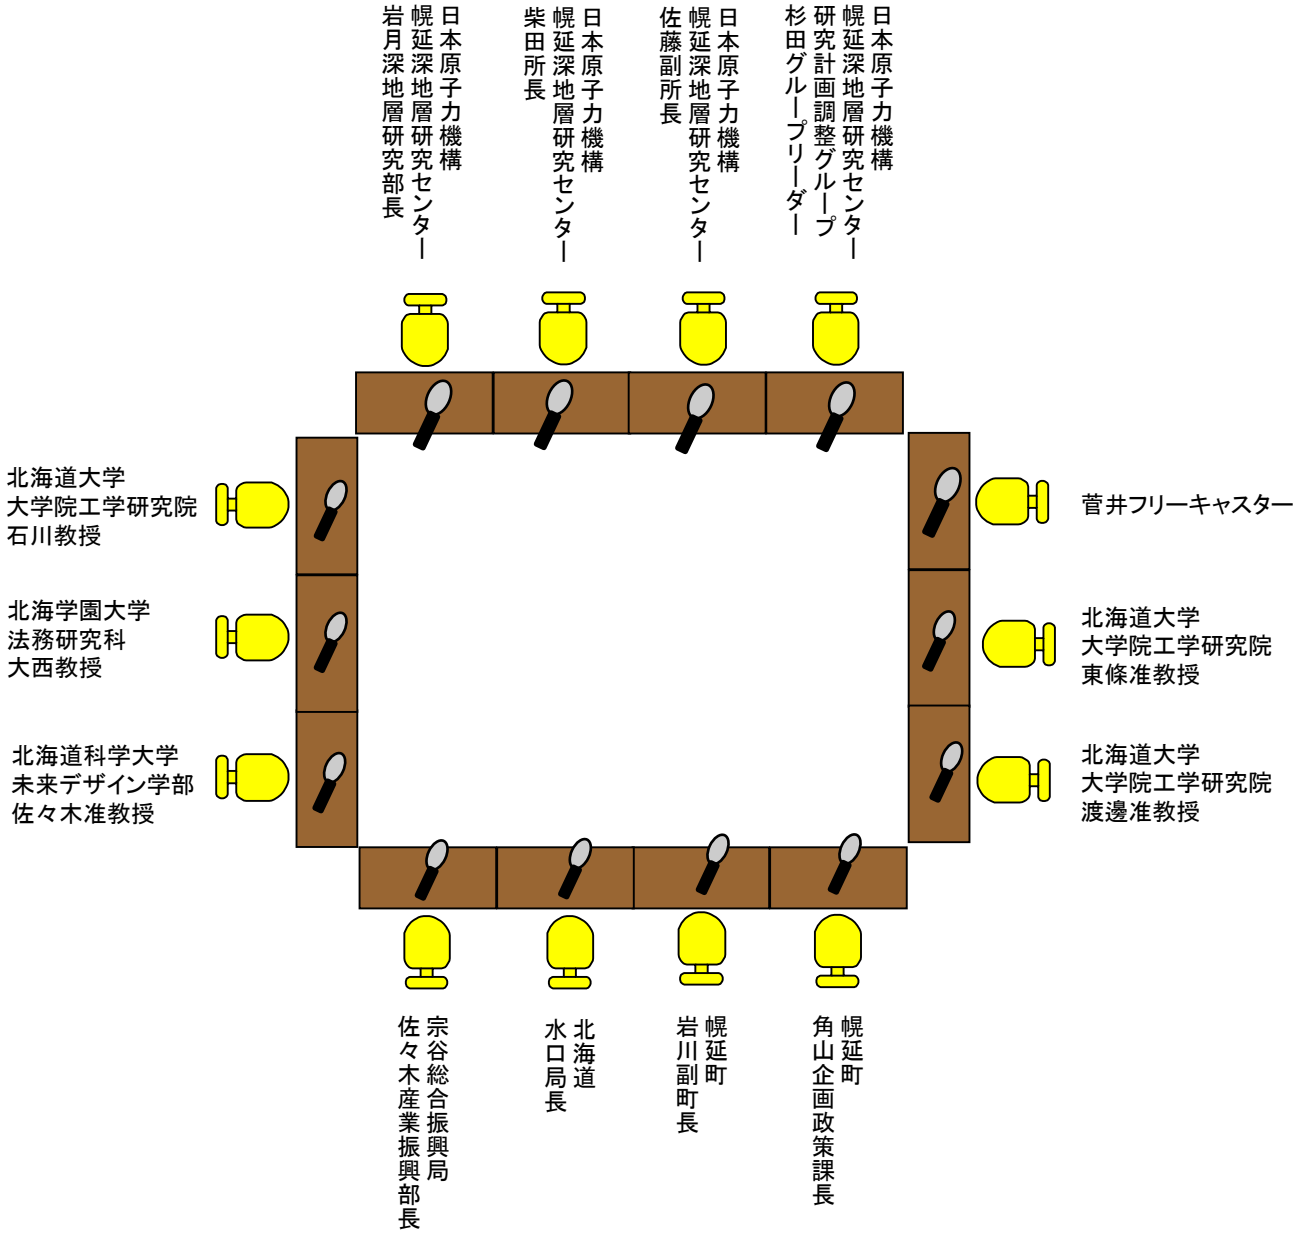 日本原子力機構
幌延深地層研究センター
岩月深地層研究部長
日本原子力機構
幌延深地層研究センター
柴田所長
日本原子力機構
幌延深地層研究センター
佐藤副所長
日本原子力機構
幌延深地層研究センター
研究計画調整グループ
杉田グループリーダー
北海道大学
大学院工学研究院
石川教授
北海学園大学
法務研究科
大西教授
北海道科学大学
未来デザイン学部
佐々木准教授
菅井フリーキャスター
北海道大学
大学院工学研究院
東條准教授
北海道大学
大学院工学研究院
渡邊准教授
宗谷総合振興局
佐々木産業振興部長
北海道
水口局長
幌延町
岩川副町長
幌延町
角山企画政策課長